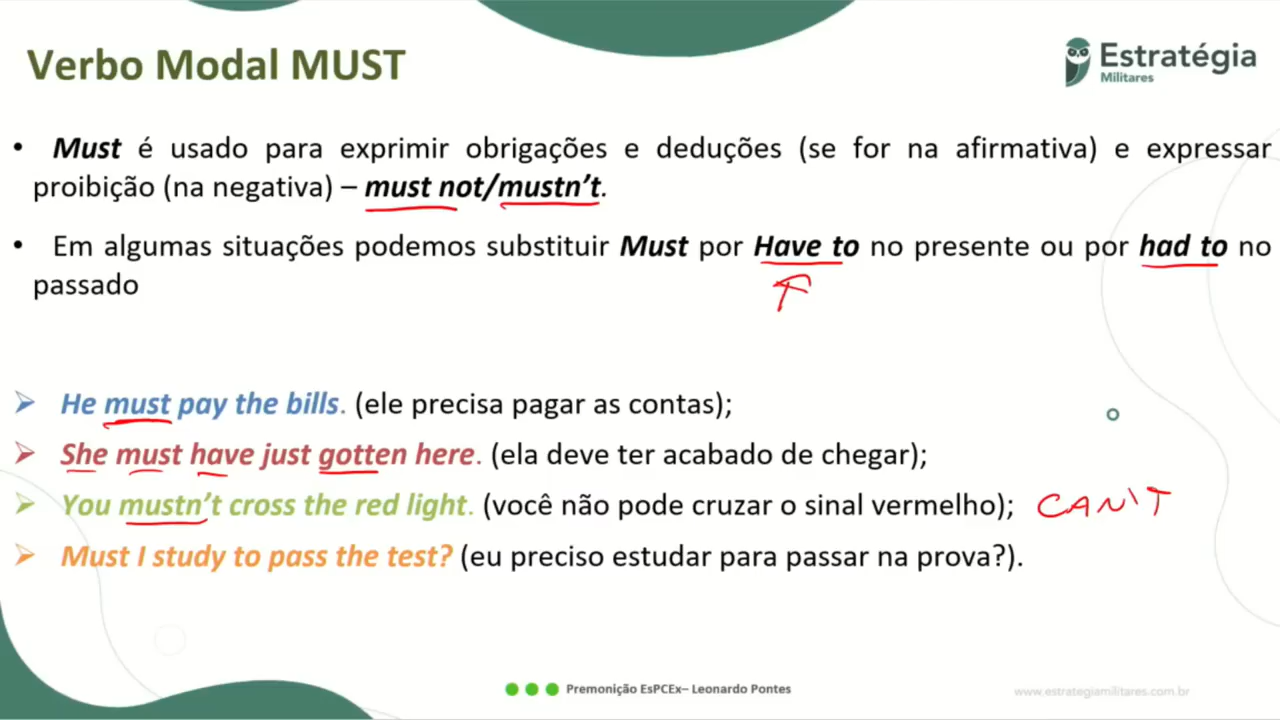 Verbo Modal MUST
Estratégia
Militares
• Must é usado para exprimir obrigações e deduções (se for na afirmativa) e expressar
proibição (na negativa) – must not/mustn't.
• Em algumas situações podemos substituir Must por Have to no presente ou por had to no
passado
➢ He must pay the bills. (ele precisa pagar as contas);
➢ She must have just gotten here. (ela deve ter acabado de chegar);
➢ You mustn't cross the red light. (você não pode cruzar o sinal vermelho); CAN'T
➢ Must I study to pass the test? (eu preciso estudar para passar na prova?).
Premonição EsPCEx– Leonardo Pontes
www.estrategiamilitares.com.br